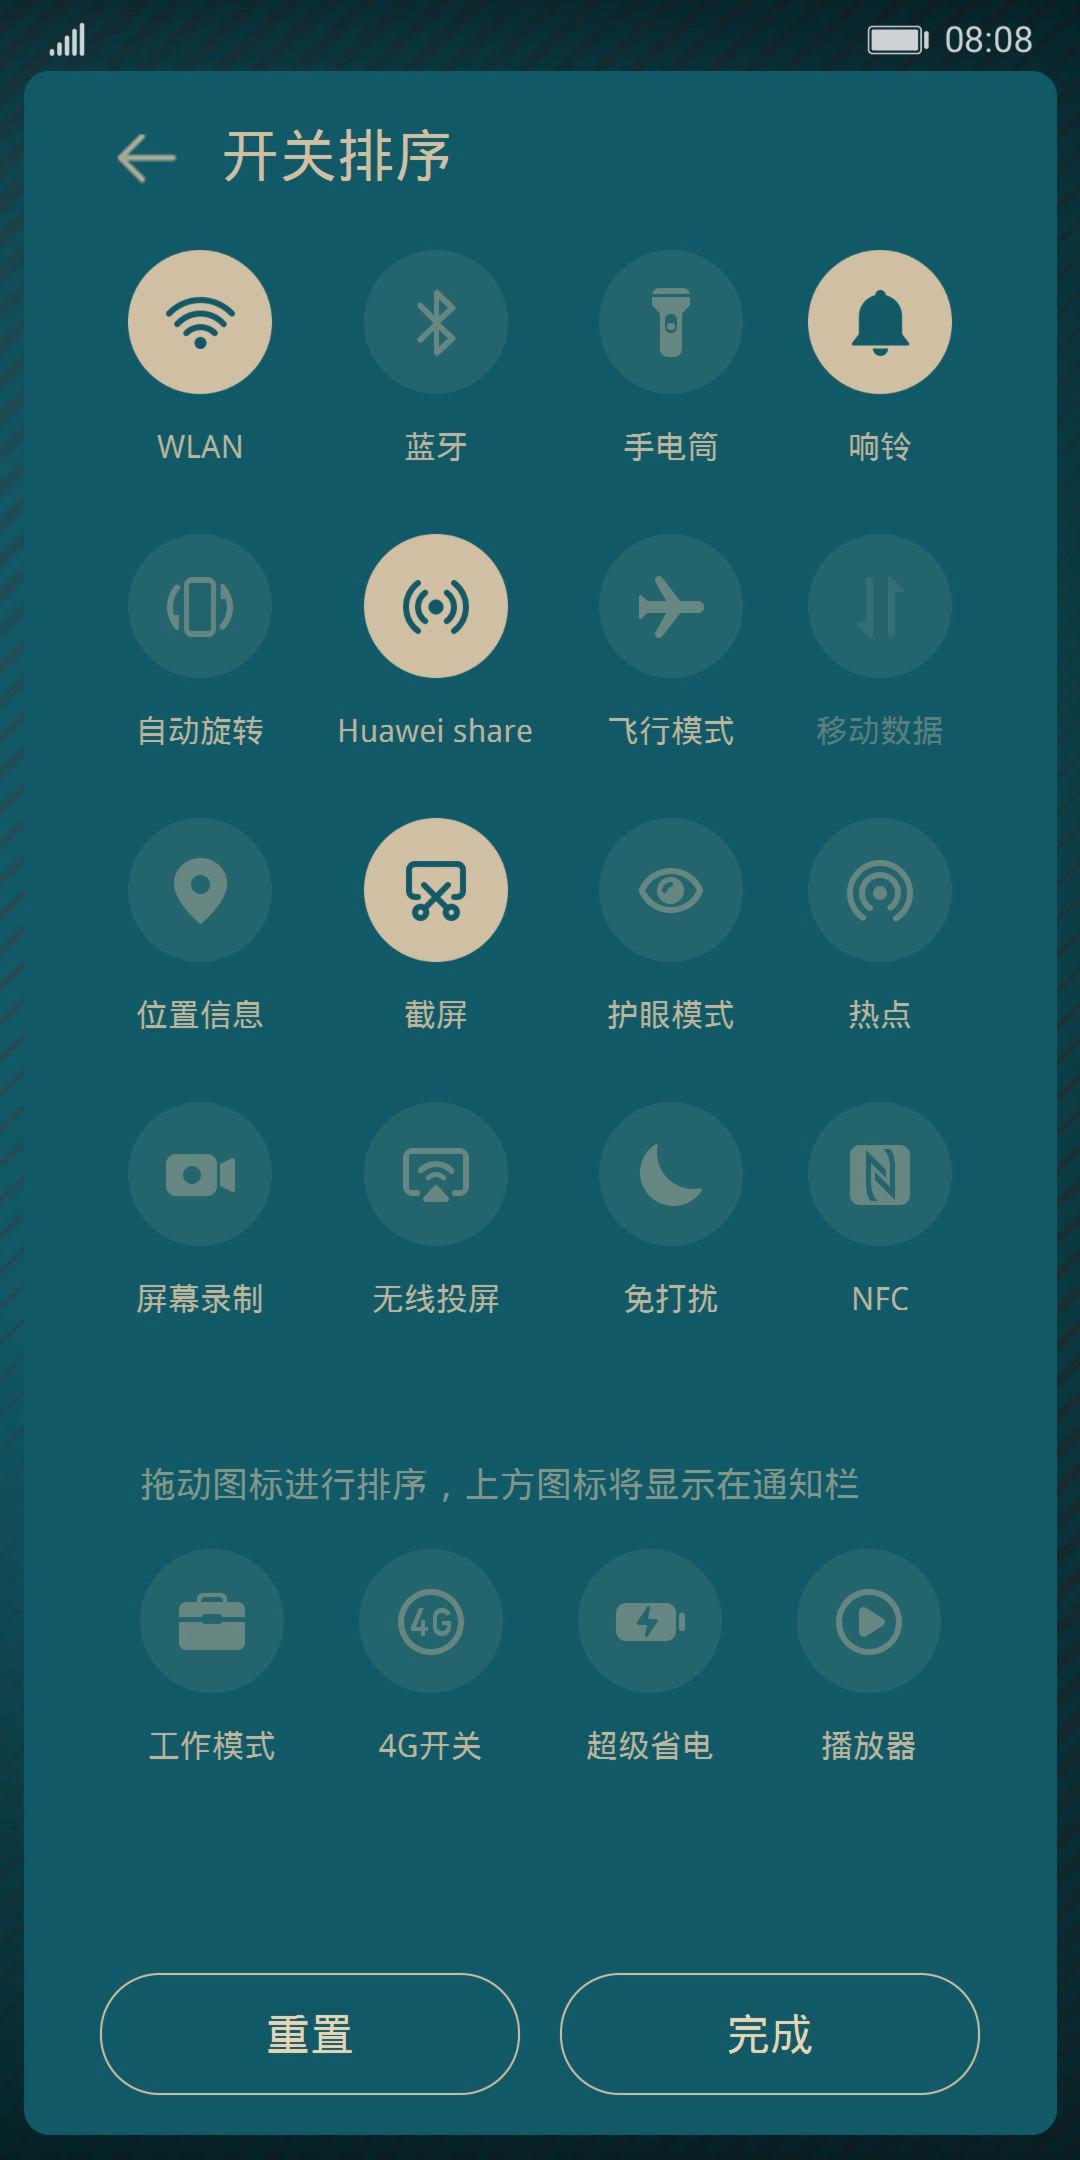 08:08
开关排序
WLAN 蓝牙 手电筒 响铃
自动旋转 Huawei share 飞行模式 移动数据
位置信息 截屏 护眼模式 热点
屏幕录制 无线投屏 免打扰 NFC
拖动图标进行排序，上方图标将显示在通知栏
4G
工作模式 4G开关 超级省电 播放器
重置 完成